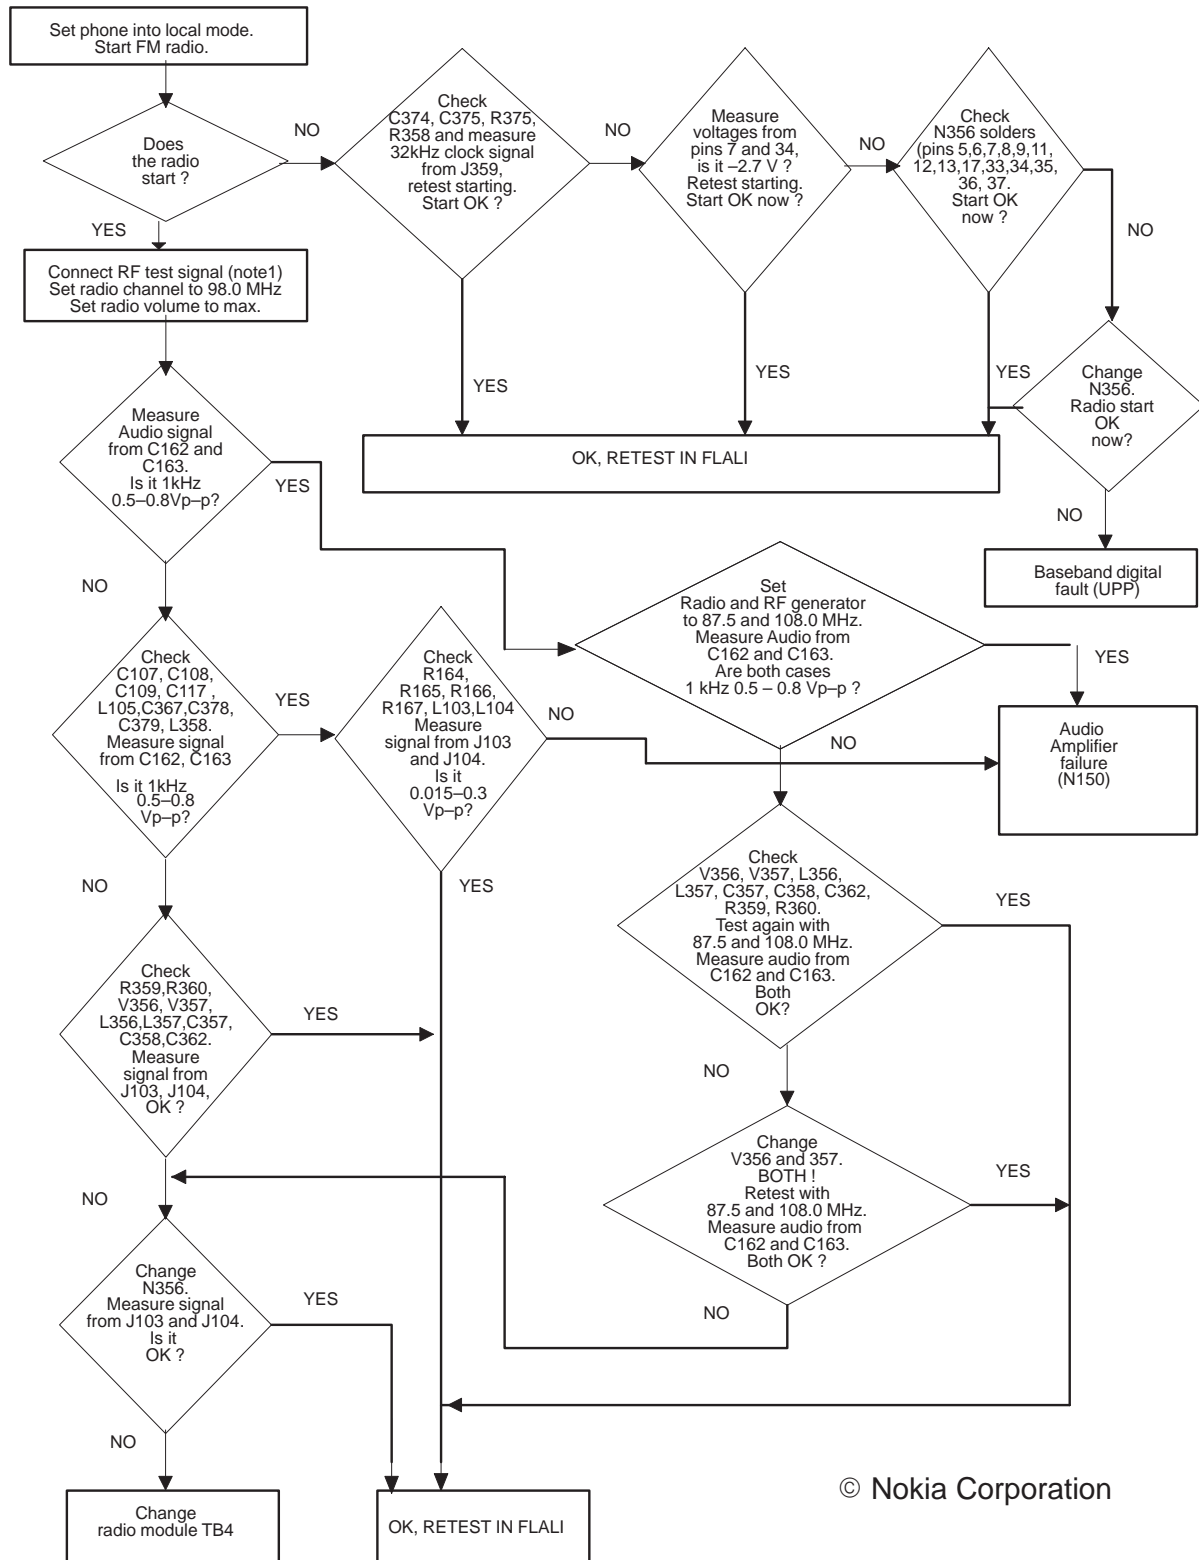 Set phone into local mode.
Start FM radio.
Does
the radio
start ?
NO
YES
Check
C374, C375, R375,
R358 and measure
32kHz clock signal
from J359,
retest starting.
Start OK ?
NO
YES
Measure
voltages from
pins 7 and 34,
is it –2.7 V ?
Retest starting.
Start OK now ?
NO
YES
Check
N356 solders
(pins 5,6,7,8,9,11,
12,13,17,33,34,35,
36, 37.
Start OK
now ?
NO
YES
Change
N356.
Radio start
OK
now?
NO
Baseband digital
fault (UPP)
OK, RETEST IN FLALI
Connect RF test signal (note1)
Set radio channel to 98.0 MHz
Set radio volume to max.
Measure
Audio signal
from C162 and
C163.
Is it 1kHz
0.5–0.8Vp–p?
YES
NO
Set
Radio and RF generator
to 87.5 and 108.0 MHz.
Measure Audio from
C162 and C163.
Are both cases
1 kHz 0.5 – 0.8 Vp–p ?
YES
NO
Audio
Amplifier
failure
(N150)
Check
C107, C108,
C109, C117 ,
L105,C367,C378,
C379, L358.
Measure signal
from C162, C163
Is it 1kHz
0.5–0.8
Vp–p?
YES
NO
Check
R164,
R165, R166,
R167, L103,L104
Measure
signal from J103
and J104.
Is it
0.015–0.3
Vp–p?
NO
YES
Check
V356, V357, L356,
L357, C357, C358, C362,
R359, R360.
Test again with
87.5 and 108.0 MHz.
Measure audio from
C162 and C163.
Both
OK?
YES
NO
Check
R359,R360,
V356, V357,
L356,L357,C357,
C358,C362.
Measure
signal from
J103, J104,
OK ?
YES
NO
Change
V356 and 357.
BOTH !
Retest with
87.5 and 108.0 MHz.
Measure audio from
C162 and C163.
Both OK ?
YES
NO
Change
N356.
Measure signal
from J103 and J104.
Is it
OK ?
YES
NO
Change
radio module TB4
OK, RETEST IN FLALI
© Nokia Corporation